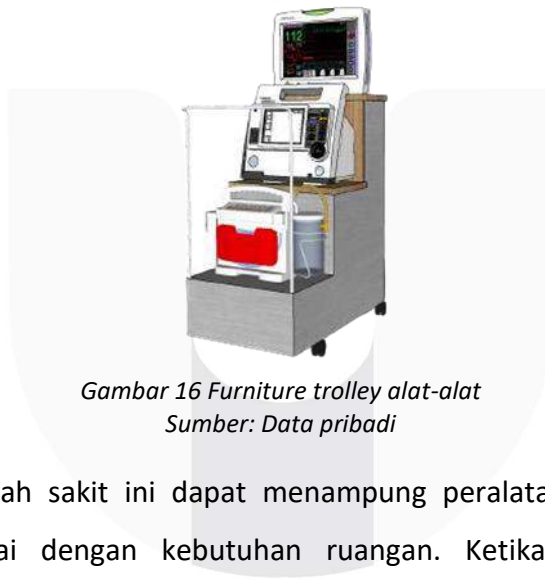 112
Gambar 16 Furniture trolley alat-alat
Sumber: Data pribadi
ah sakit ini dapat menampung peralata
ai dengan kebutuhan ruangan. Ketika